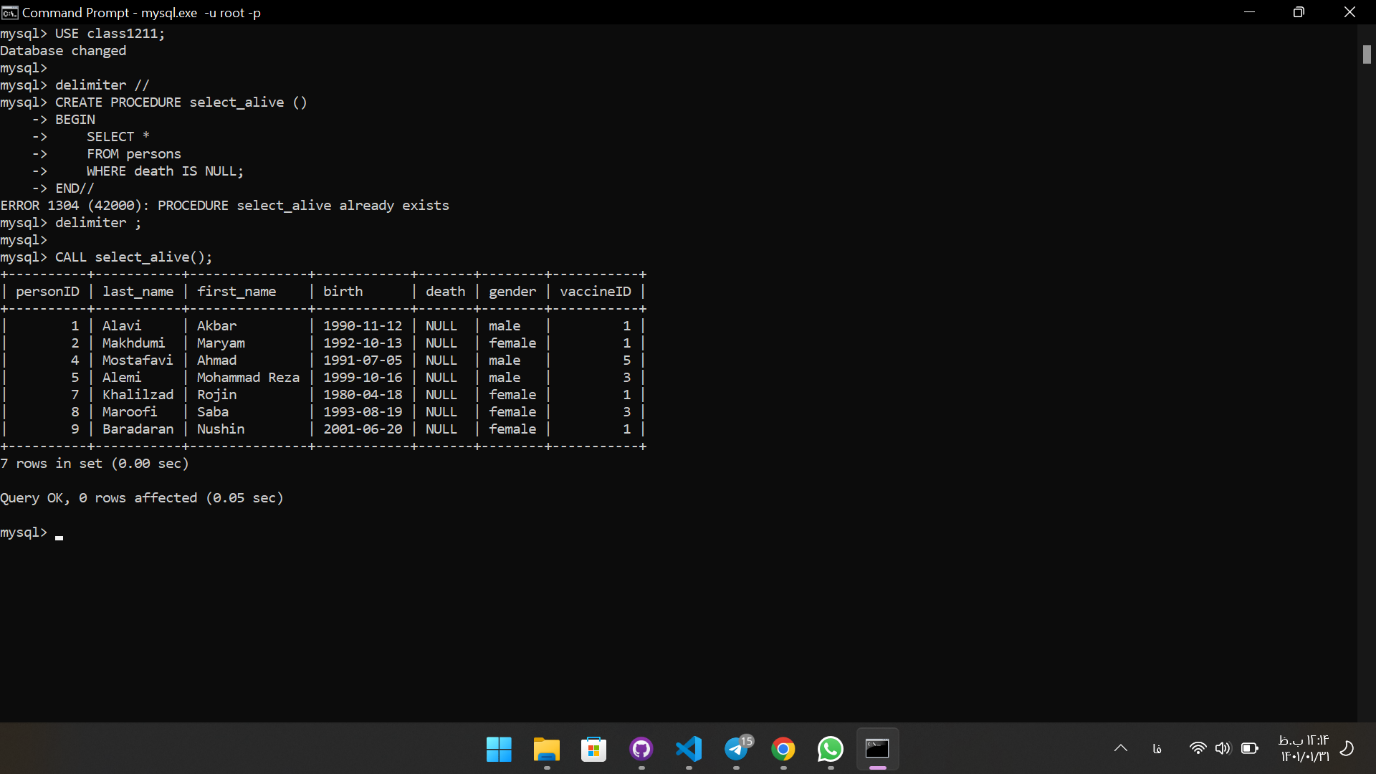 Command Prompt - mysql.exe -u root -p
mysql> USE class1211;
Database changed
mysql>
mysql> delimiter //
mysql> CREATE PROCEDURE select_alive ()
    -> BEGIN
    ->     SELECT *
    ->     FROM persons
    ->     WHERE death IS NULL;
    -> END//
ERROR 1304 (42000): PROCEDURE select_alive already exists
mysql> delimiter ;
mysql>
mysql> CALL select_alive();
+----------+-----------+---------------+------------+-------+--------+-----------+
| personID | last_name | first_name    | birth      | death | gender | vaccineID |
+----------+-----------+---------------+------------+-------+--------+-----------+
|        1 | Alavi     | Akbar         | 1990-11-12 | NULL  | male   |         1 |
|        2 | Makhdumi  | Maryam        | 1992-10-13 | NULL  | female |         1 |
|        4 | Mostafavi | Ahmad         | 1991-07-05 | NULL  | male   |         5 |
|        5 | Alemi     | Mohammad Reza | 1999-10-16 | NULL  | male   |         3 |
|        7 | Khalilzad | Rojin         | 1980-04-18 | NULL  | female |         1 |
|        8 | Maroofi   | Saba          | 1993-08-19 | NULL  | female |         3 |
|        9 | Baradaran | Nushin        | 2001-06-20 | NULL  | female |         1 |
+----------+-----------+---------------+------------+-------+--------+-----------+
7 rows in set (0.00 sec)
Query OK, 0 rows affected (0.05 sec)
mysql>
15
فا
۱۲:۱۴ ب.ظ
۱۴۰۱/۰۱/۳۱